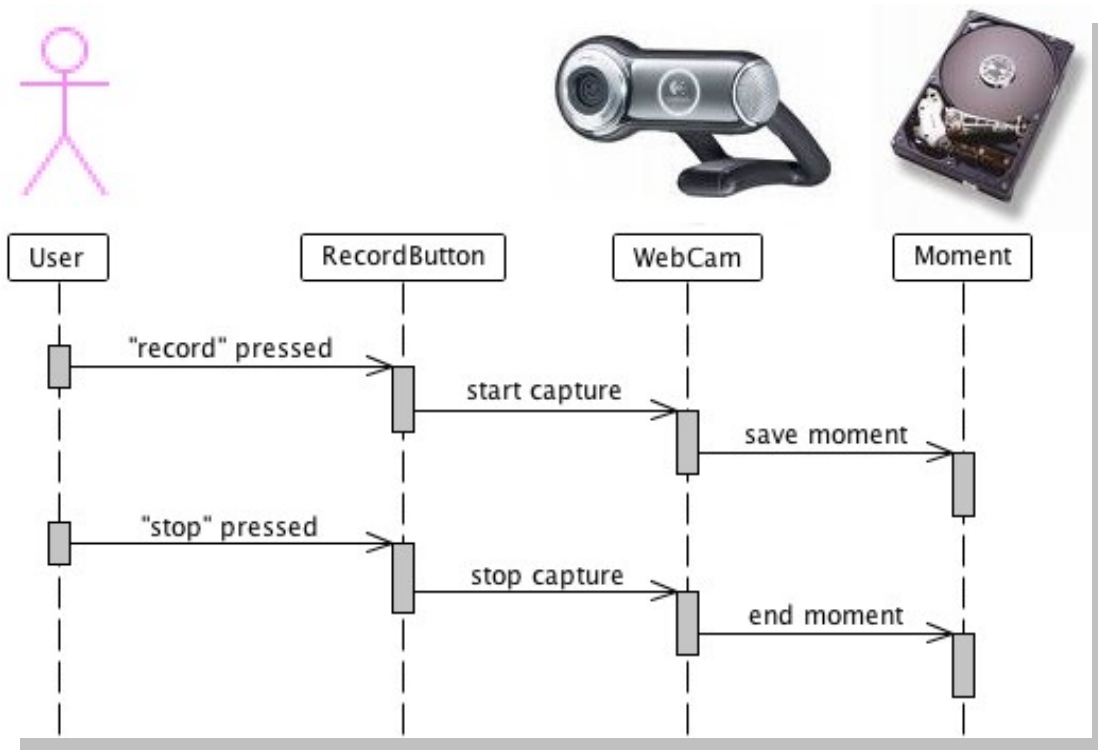 User
RecordButton
WebCam
Moment
"record" pressed
start capture
save moment
"stop" pressed
stop capture
end moment